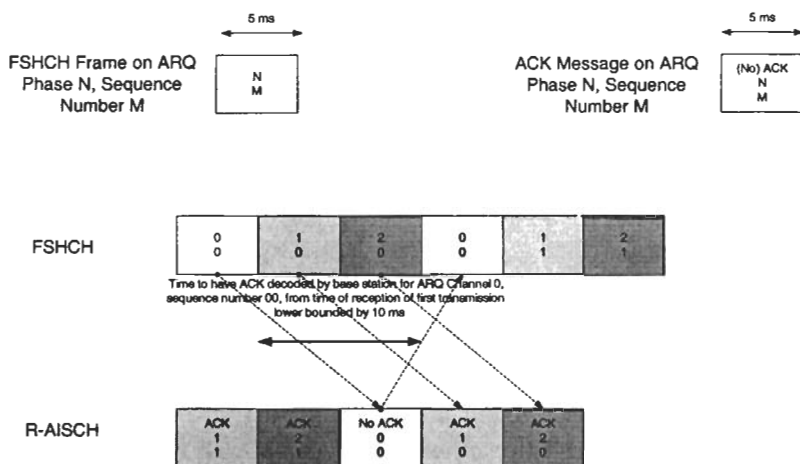 5 ms
FSHCH Frame on ARQ
Phase N, Sequence
Number M
N
M
5 ms
ACK Message on ARQ
Phase N, Sequence
Number M
(No) ACK
N
M
FSHCH
0 1 2 0 1 2
0 0 0 0 1 1
Time to have ACK decoded by base station for ARQ Channel 0,
sequence number 00, from time of reception of first transmission
lower bounded by 10 ms
R-AISCH
ACK ACK No ACK ACK ACK
1 2 0 1 2
1 1 0 0 0